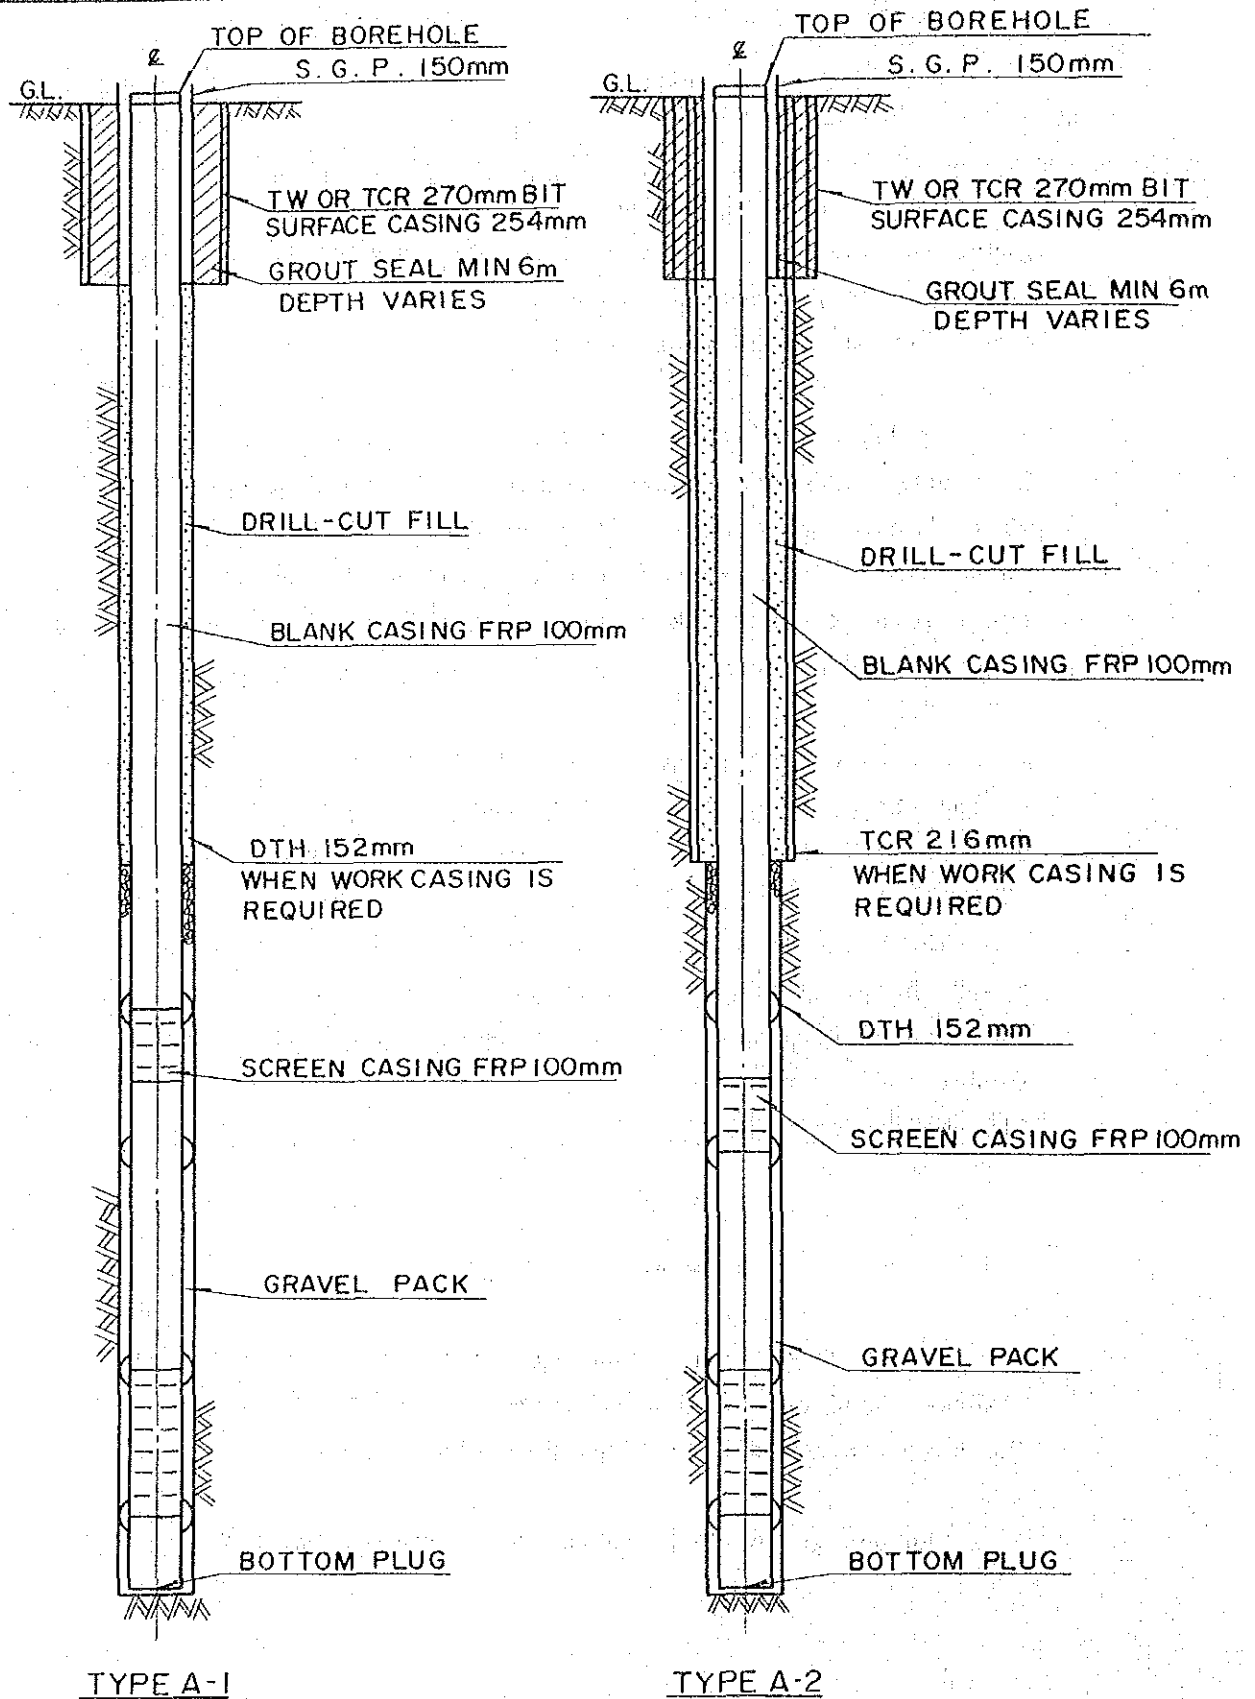 TOP OF BOREHOLE
S. G. P. 150mm
G.L.
TW OR TCR 270mm BIT
SURFACE CASING 254mm
GROUT SEAL MIN 6m
DEPTH VARIES
DRILL-CUT FILL
BLANK CASING FRP 100mm
DTH 152mm
WHEN WORK CASING IS
REQUIRED
SCREEN CASING FRP 100mm
GRAVEL PACK
BOTTOM PLUG
TYPE A-1
TOP OF BOREHOLE
S. G. P. 150mm
G.L.
TW OR TCR 270mm BIT
SURFACE CASING 254mm
GROUT SEAL MIN 6m
DEPTH VARIES
DRILL-CUT FILL
BLANK CASING FRP 100mm
TCR 216mm
WHEN WORK CASING IS
REQUIRED
DTH 152mm
SCREEN CASING FRP 100mm
GRAVEL PACK
BOTTOM PLUG
TYPE A-2